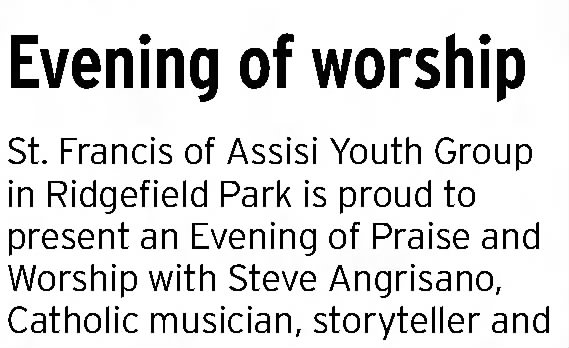 Evening of worship
St. Francis of Assisi Youth Group
in Ridgefield Park is proud to
present an Evening of Praise and
Worship with Steve Angrisano,
Catholic musician, storyteller and